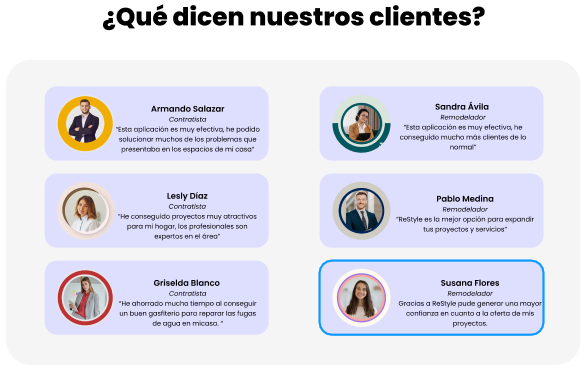 ¿Qué dicen nuestros clientes?
Armando Salazar
Contratista
"Esta aplicación es muy efectiva, he podido
solucionar muchos de los problemas que
presentaba en los espacios de mi casa"
Sandra Ávila
Remodelador
"Esta aplicación es muy efectiva, he
conseguido mucho más clientes de lo
normal"
Lesly Díaz
Contratista
"He conseguido proyectos muy atractivos
para mi hogar, los profesionales son
expertos en el área"
Pablo Medina
Remodelador
"ReStyle es la mejor opción para expandir
tus proyectos y servicios"
Griselda Blanco
Contratista
"He ahorrado mucho tiempo al conseguir
un buen gasfiterio para reparar las fugas
de agua en micasa. "
Susana Flores
Remodelador
Gracias a ReStyle pude generar una mayor
confianza en cuanto a la oferta de mis
proyectos.